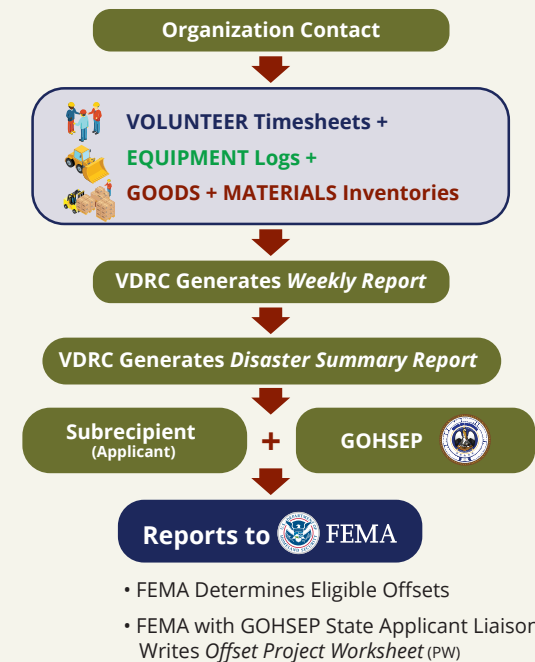 Organization Contact
VOLUNTEER Timesheets +
EQUIPMENT Logs +
GOODS + MATERIALS Inventories
VDRC Generates Weekly Report
VDRC Generates Disaster Summary Report
Subrecipient
(Applicant)
+
GOHSEP
Reports to FEMA
• FEMA Determines Eligible Offsets
• FEMA with GOHSEP State Applicant Liaison
Writes Offset Project Worksheet (PW)